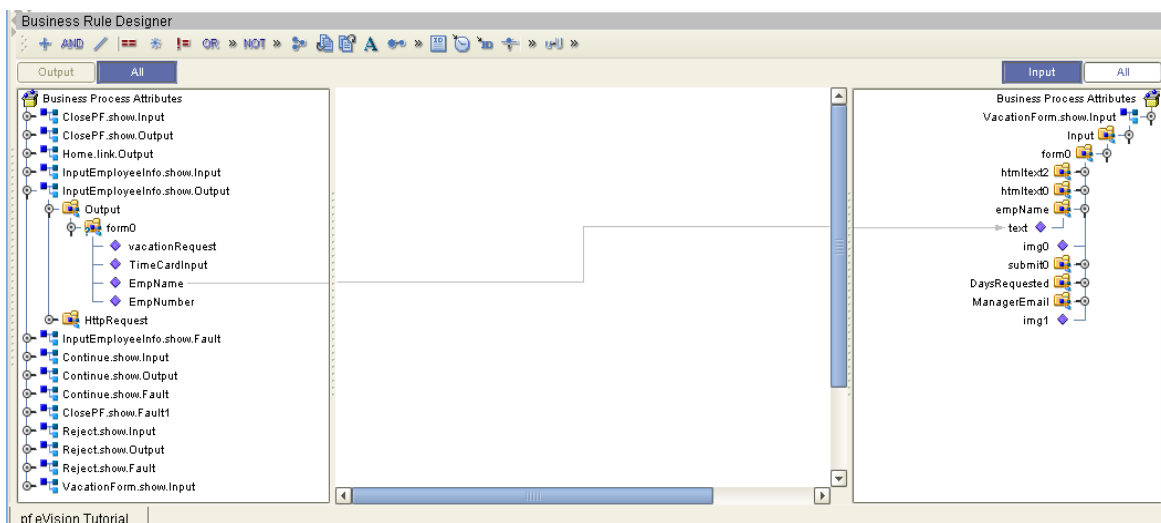 Business Rule Designer
AND == != OR » NOT » A » » »
Output All
Input All
Business Process Attributes
ClosePF.show.Input
ClosePF.show.Output
Home.link.Output
InputEmployeeInfo.show.Input
InputEmployeeInfo.show.Output
Output
form0
vacationRequest
TimeCardInput
EmpName
EmpNumber
HttpRequest
InputEmployeeInfo.show.Fault
Continue.show.Input
Continue.show.Output
Continue.show.Fault
ClosePF.show.Fault1
Reject.show.Input
Reject.show.Output
Reject.show.Fault
VacationForm.show.Input
Business Process Attributes
VacationForm.show.Input
Input
form0
htmltext2
htmltext0
empName
text
img0
submit0
DaysRequested
ManagerEmail
img1
pf eVision Tutorial